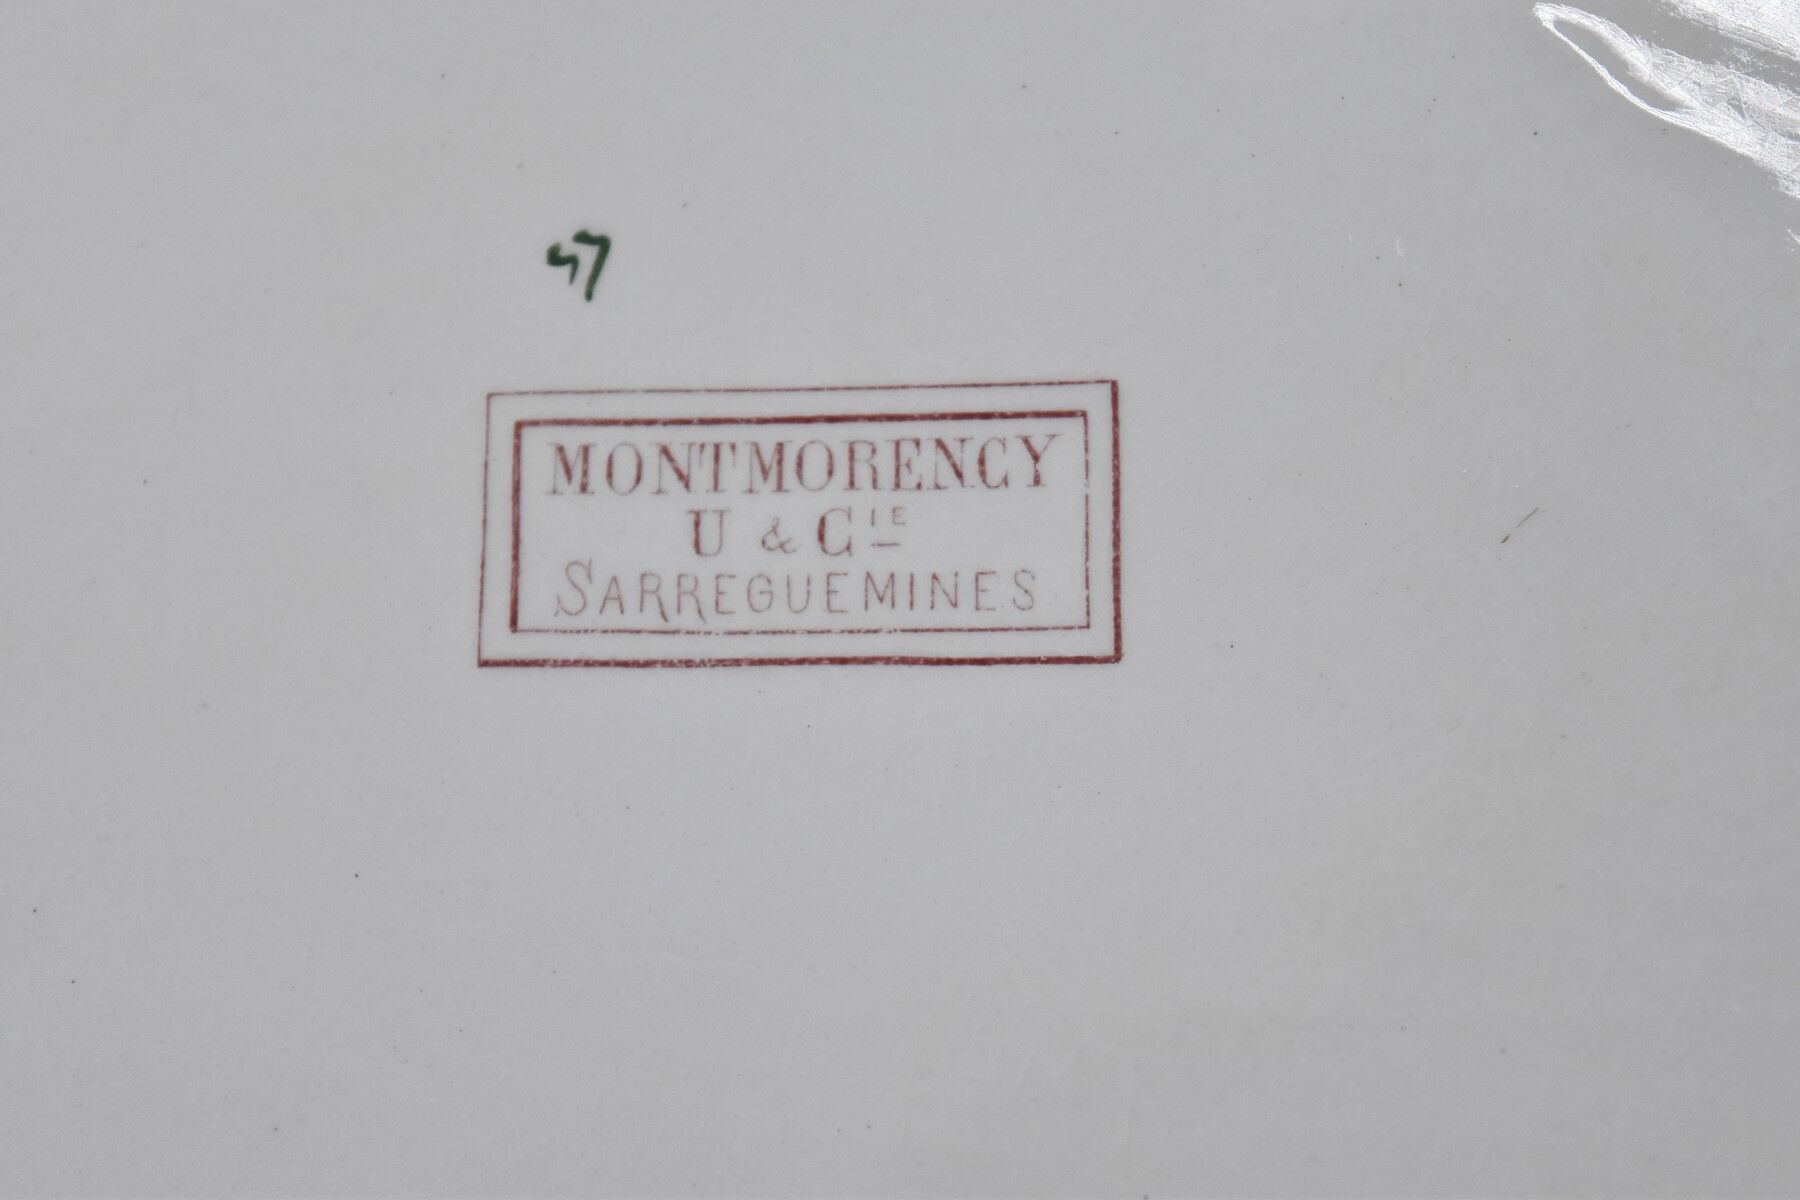 47
MONTMORENCY
U & CIE
SARREGUEMINES